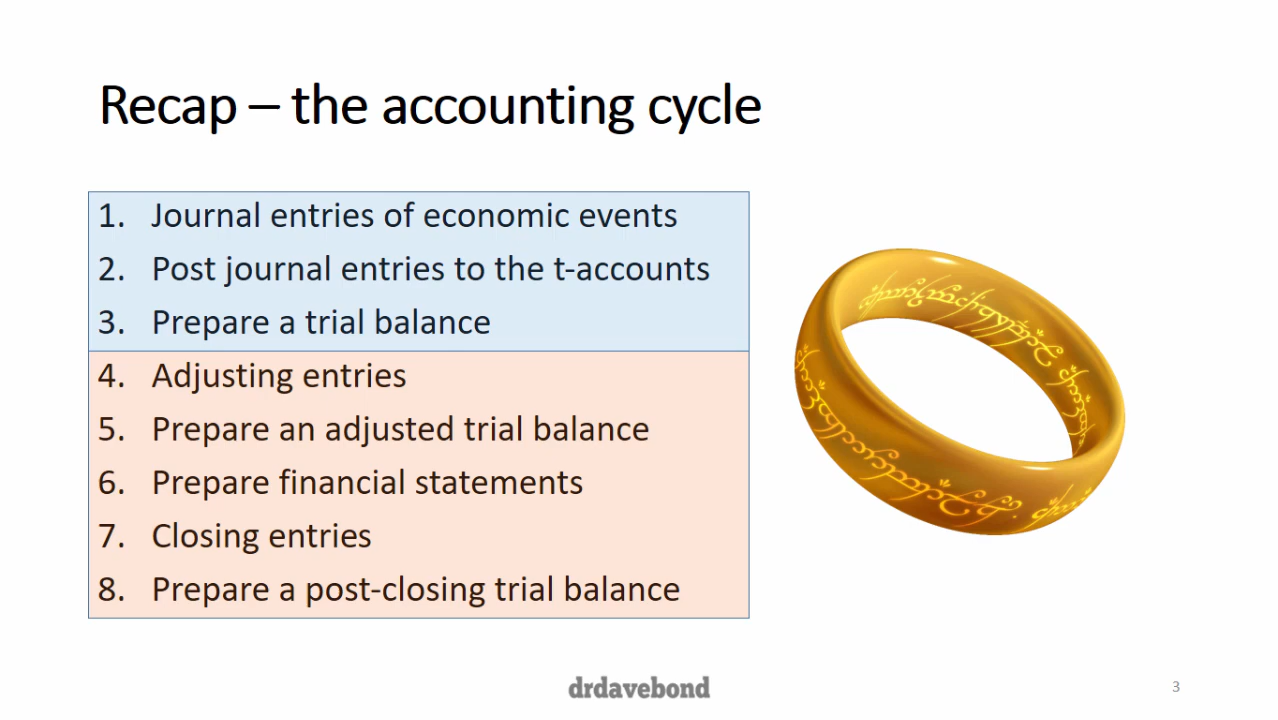 Recap – the accounting cycle
1. Journal entries of economic events
2. Post journal entries to the t-accounts
3. Prepare a trial balance
4. Adjusting entries
5. Prepare an adjusted trial balance
6. Prepare financial statements
7. Closing entries
8. Prepare a post-closing trial balance
drdavebond
3